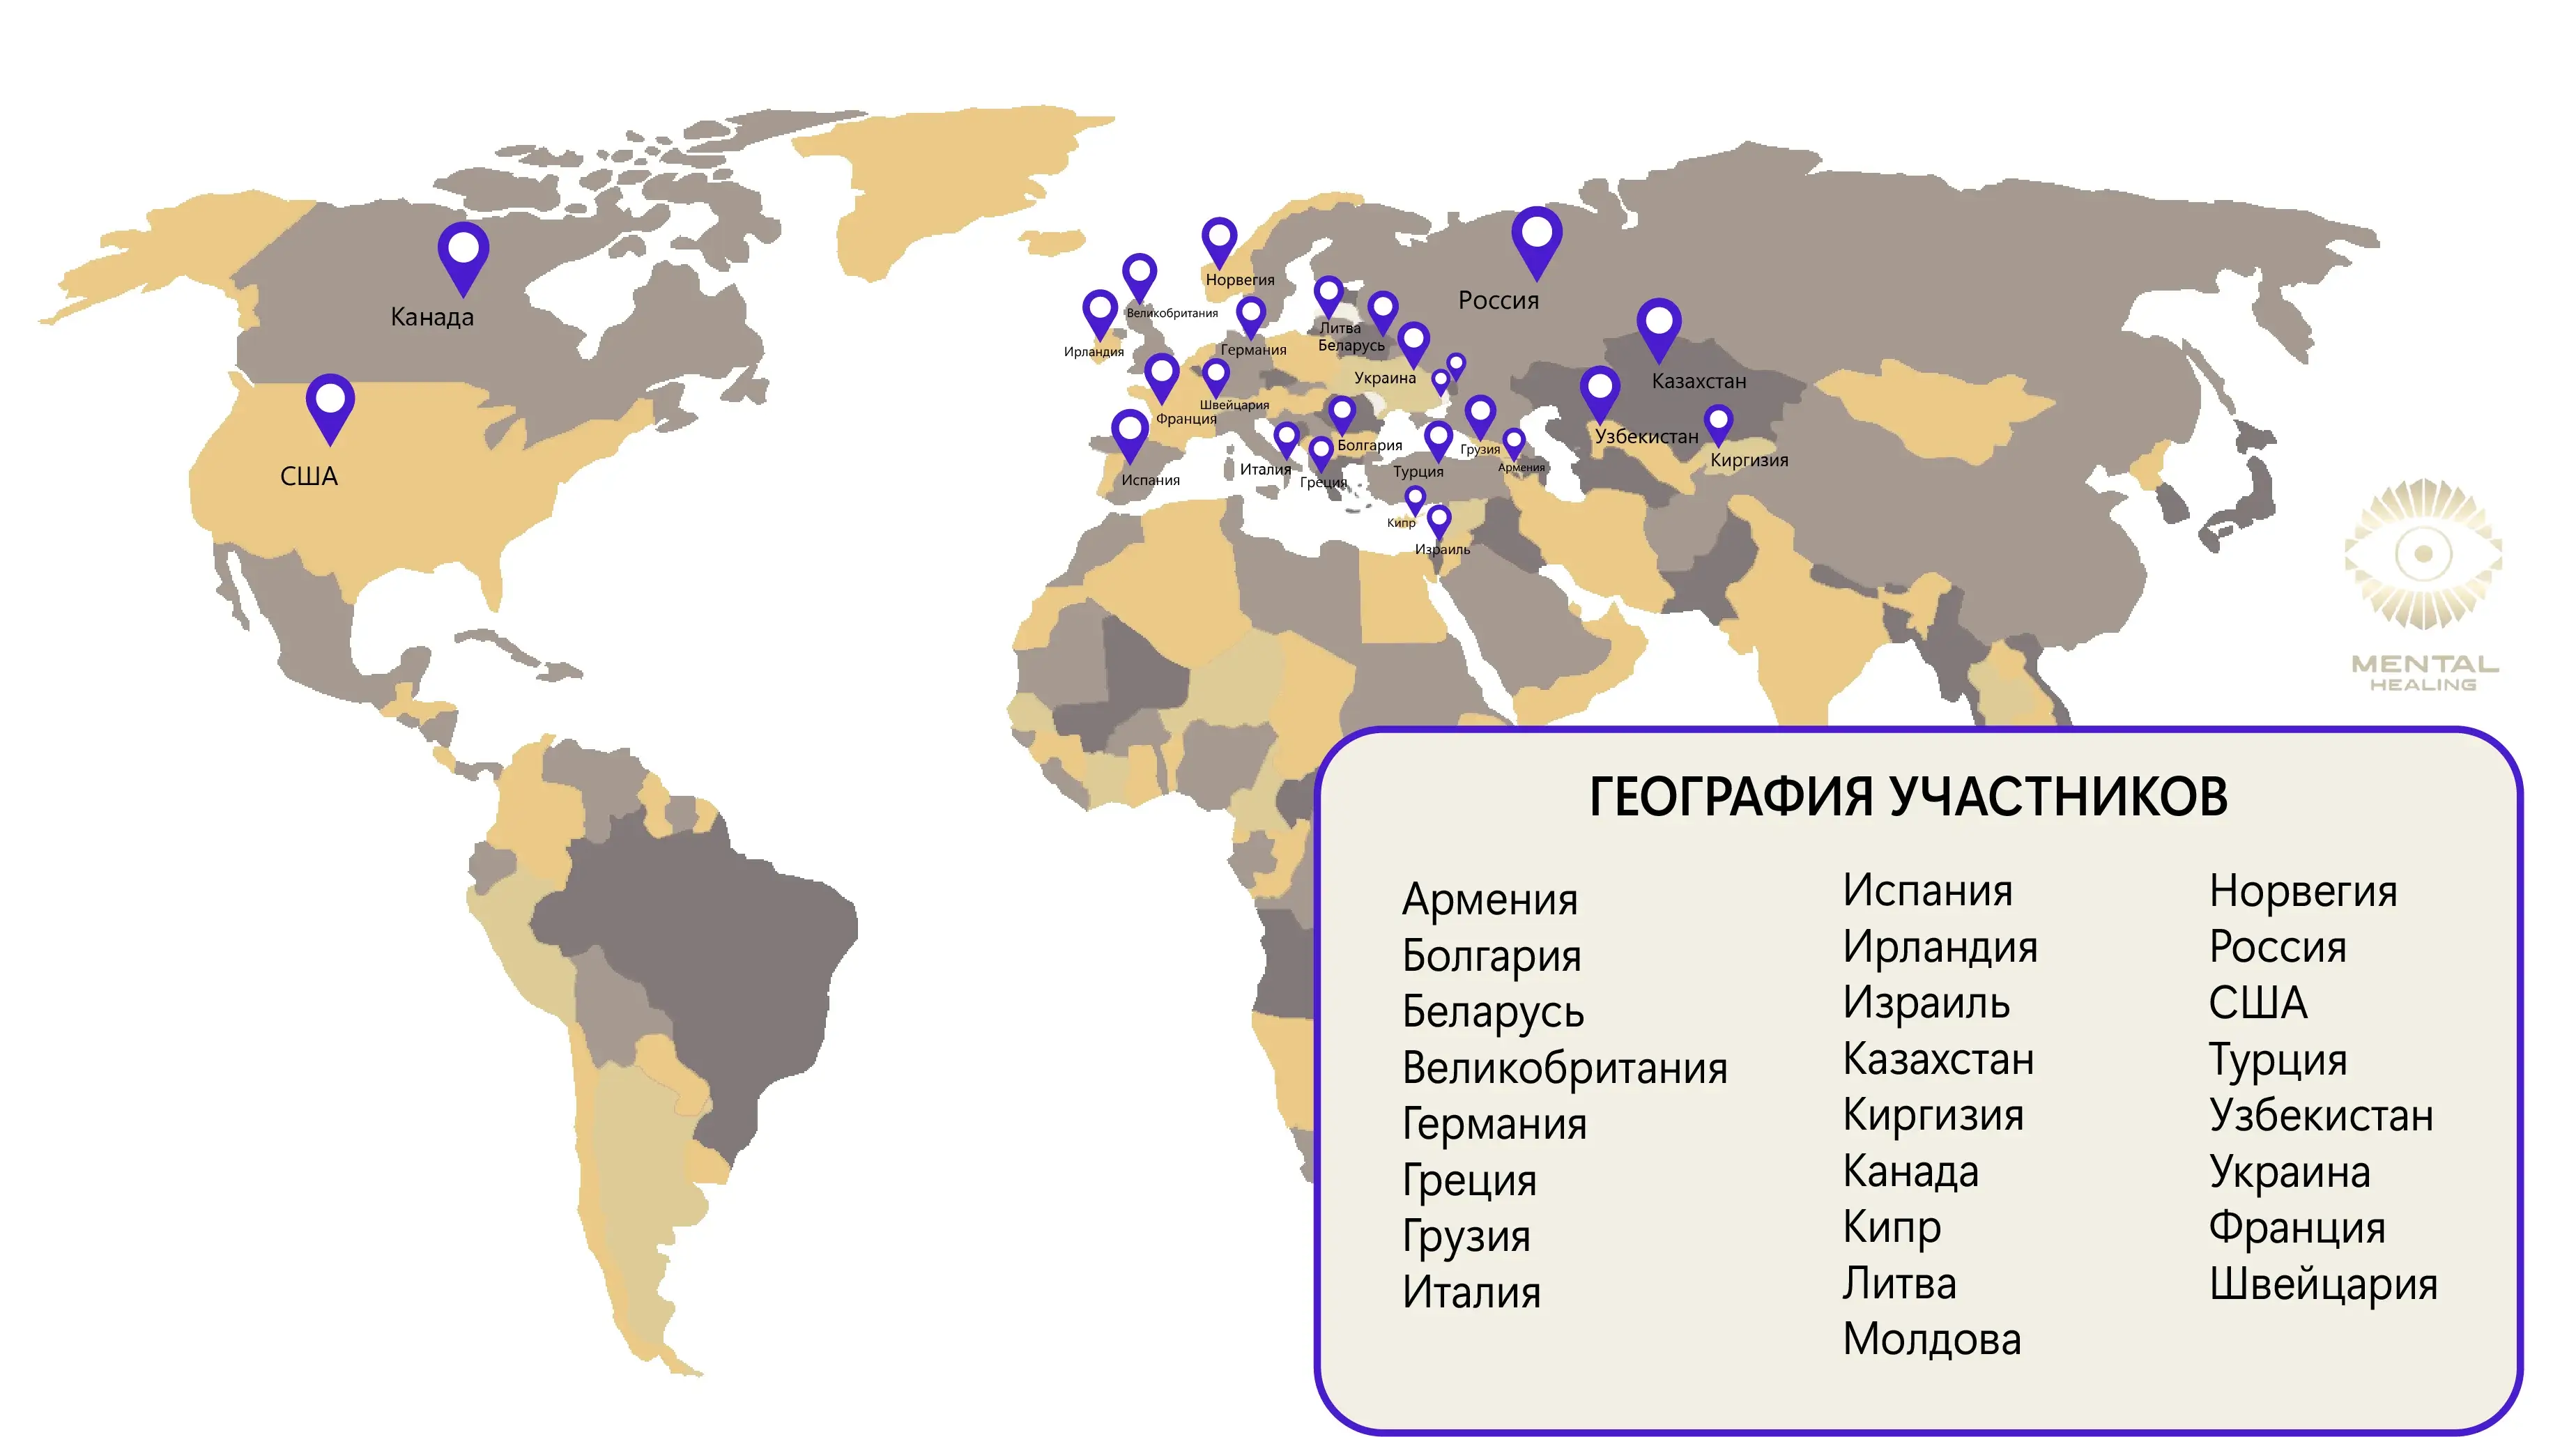 Канада
США
Норвегия
Великобритания
Ирландия
Германия
Литва
Беларусь
Россия
Украина
Казахстан
Швейцария
Франция
Испания
Италия
Греция
Болгария
Турция
Грузия
Армения
Узбекистан
Киргизия
Кипр
Израиль
MENTAL
HEALING
ГЕОГРАФИЯ УЧАСТНИКОВ
Армения
Болгария
Беларусь
Великобритания
Германия
Греция
Грузия
Италия
Испания
Ирландия
Израиль
Казахстан
Киргизия
Канада
Кипр
Литва
Молдова
Норвегия
Россия
США
Турция
Узбекистан
Украина
Франция
Швейцария